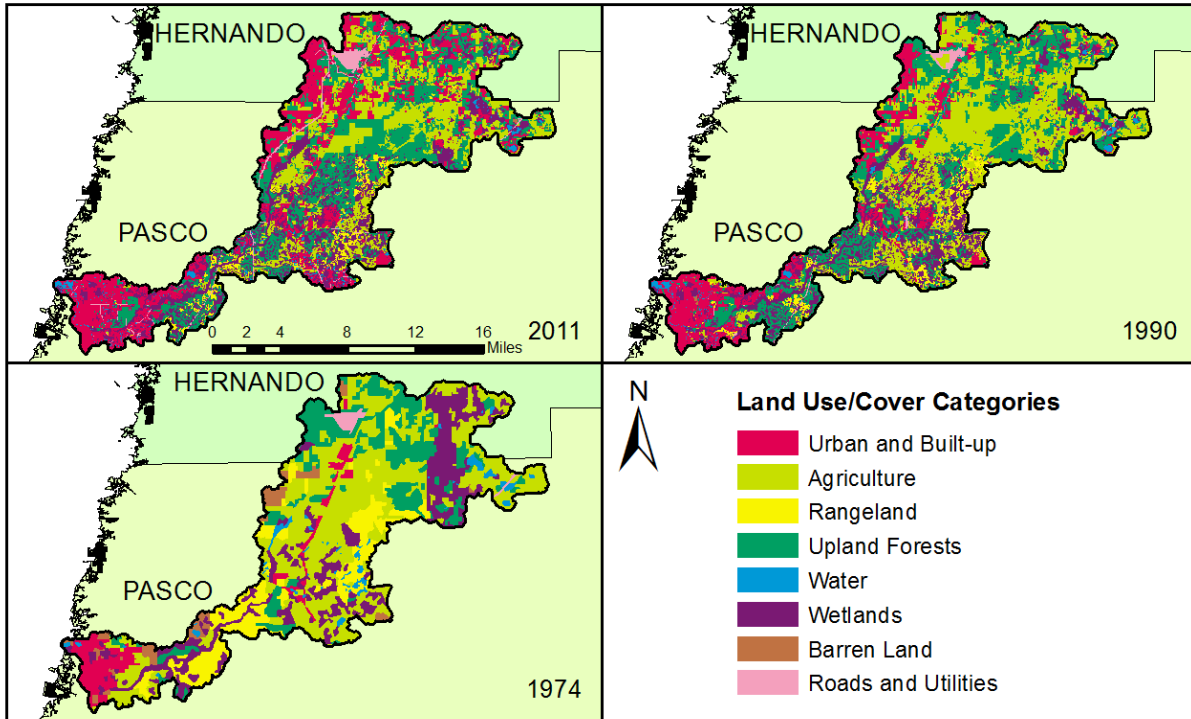 HERNANDO
PASCO
0 2 4 8 12 16
Miles
2011
HERNANDO
PASCO
1990
HERNANDO
PASCO
1974
N
Land Use/Cover Categories
Urban and Built-up
Agriculture
Rangeland
Upland Forests
Water
Wetlands
Barren Land
Roads and Utilities